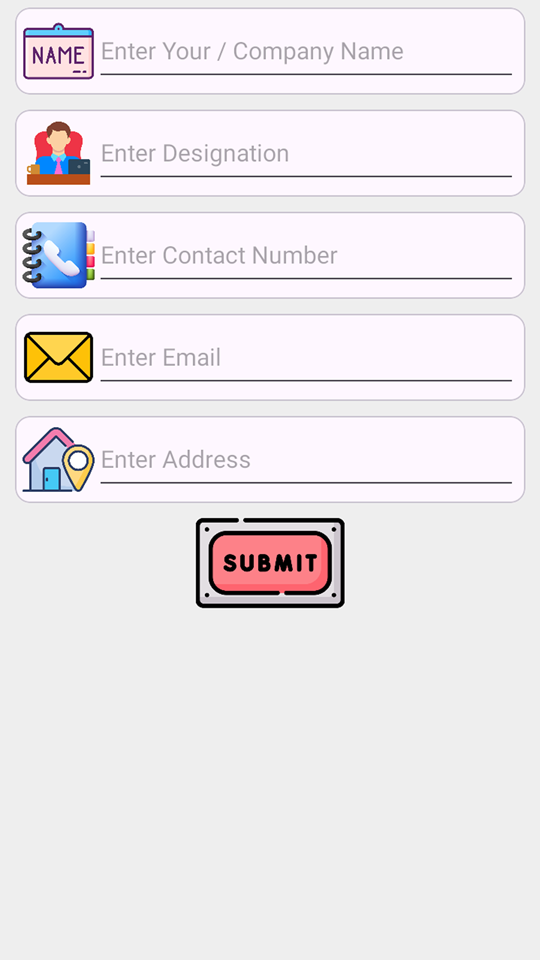 NAME
Enter Your / Company Name
Enter Designation
Enter Contact Number
Enter Email
Enter Address
SUBMIT